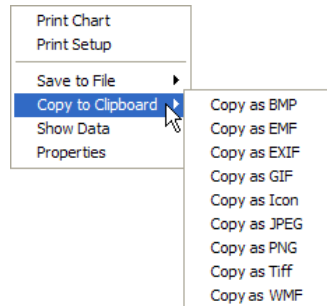 Print Chart
Print Setup
Save to File
Copy to Clipboard
Show Data
Properties
Copy as BMP
Copy as EMF
Copy as EXIF
Copy as GIF
Copy as Icon
Copy as JPEG
Copy as PNG
Copy as Tiff
Copy as WMF